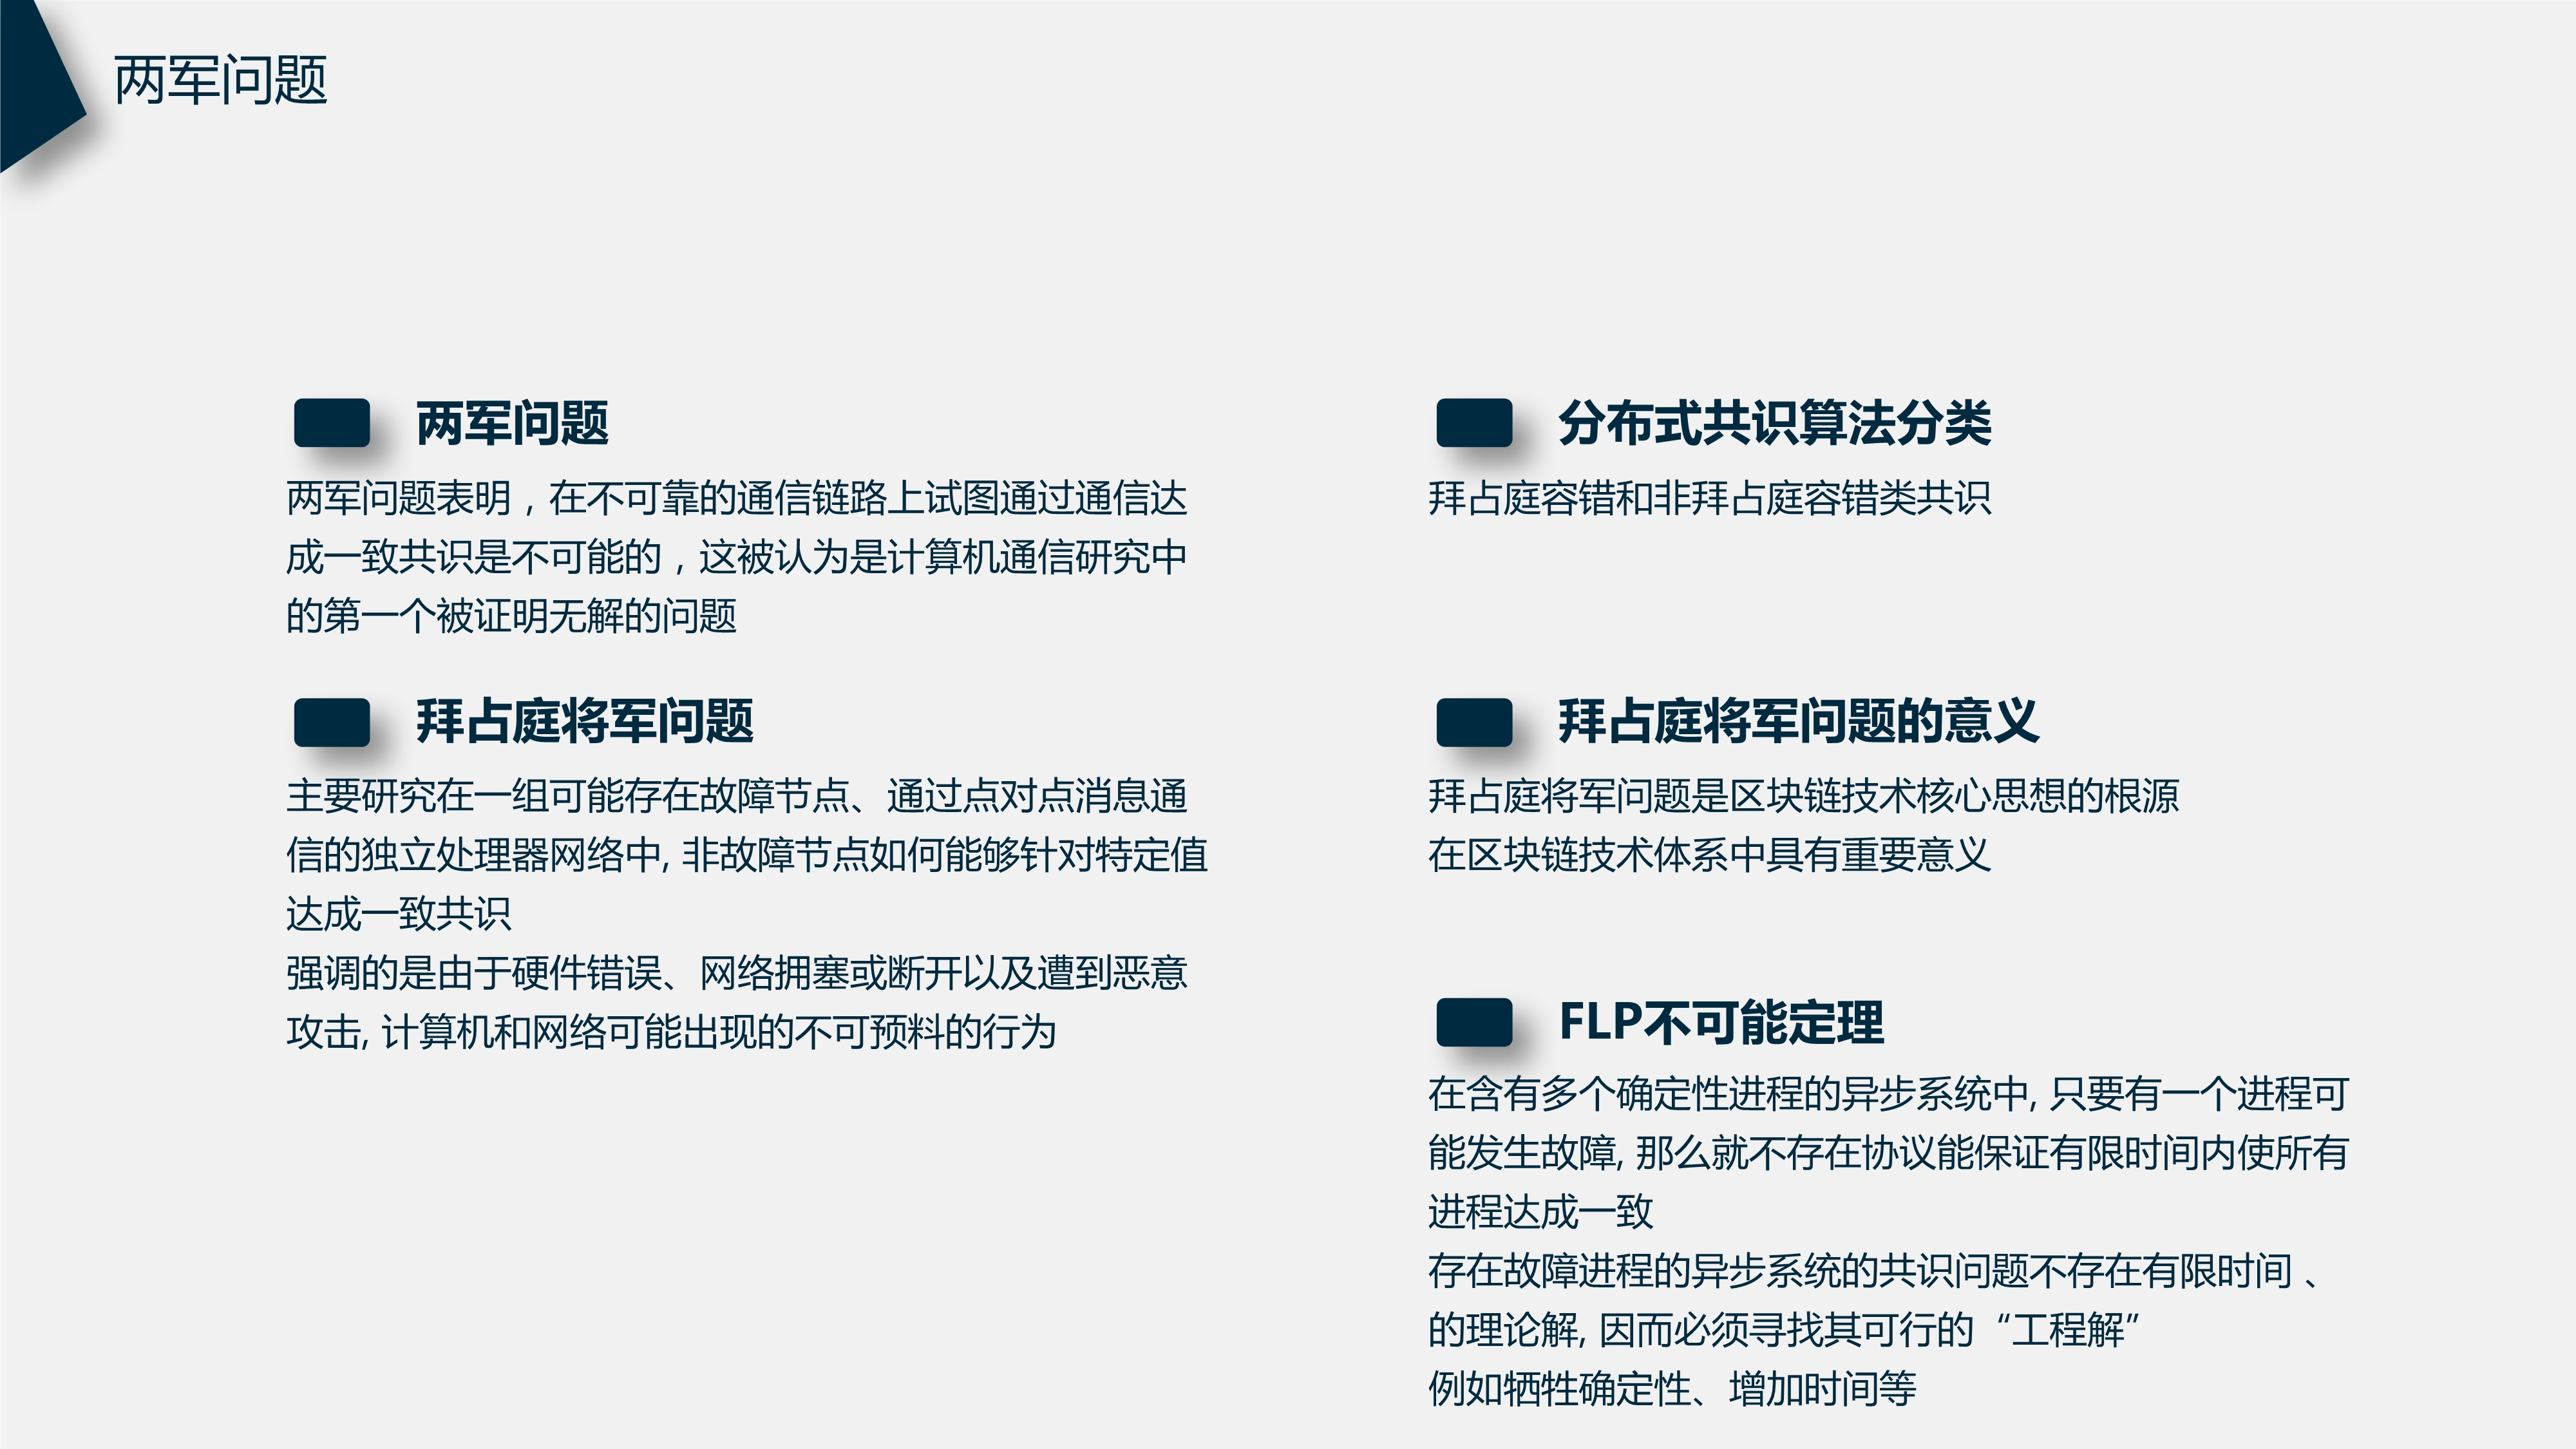 两军问题
两军问题
两军问题表明，在不可靠的通信链路上试图通过通信达
成一致共识是不可能的，这被认为是计算机通信研究中
的第一个被证明无解的问题
拜占庭将军问题
主要研究在一组可能存在故障节点、通过点对点消息通
信的独立处理器网络中, 非故障节点如何能够针对特定值
达成一致共识
强调的是由于硬件错误、网络拥塞或断开以及遭到恶意
攻击, 计算机和网络可能出现的不可预料的行为
分布式共识算法分类
拜占庭容错和非拜占庭容错类共识
拜占庭将军问题的意义
拜占庭将军问题是区块链技术核心思想的根源
在区块链技术体系中具有重要意义
FLP不可能定理
在含有多个确定性进程的异步系统中, 只要有一个进程可
能发生故障, 那么就不存在协议能保证有限时间内使所有
进程达成一致
存在故障进程的异步系统的共识问题不存在有限时间 、
的理论解, 因而必须寻找其可行的“工程解”
例如牺牲确定性、增加时间等